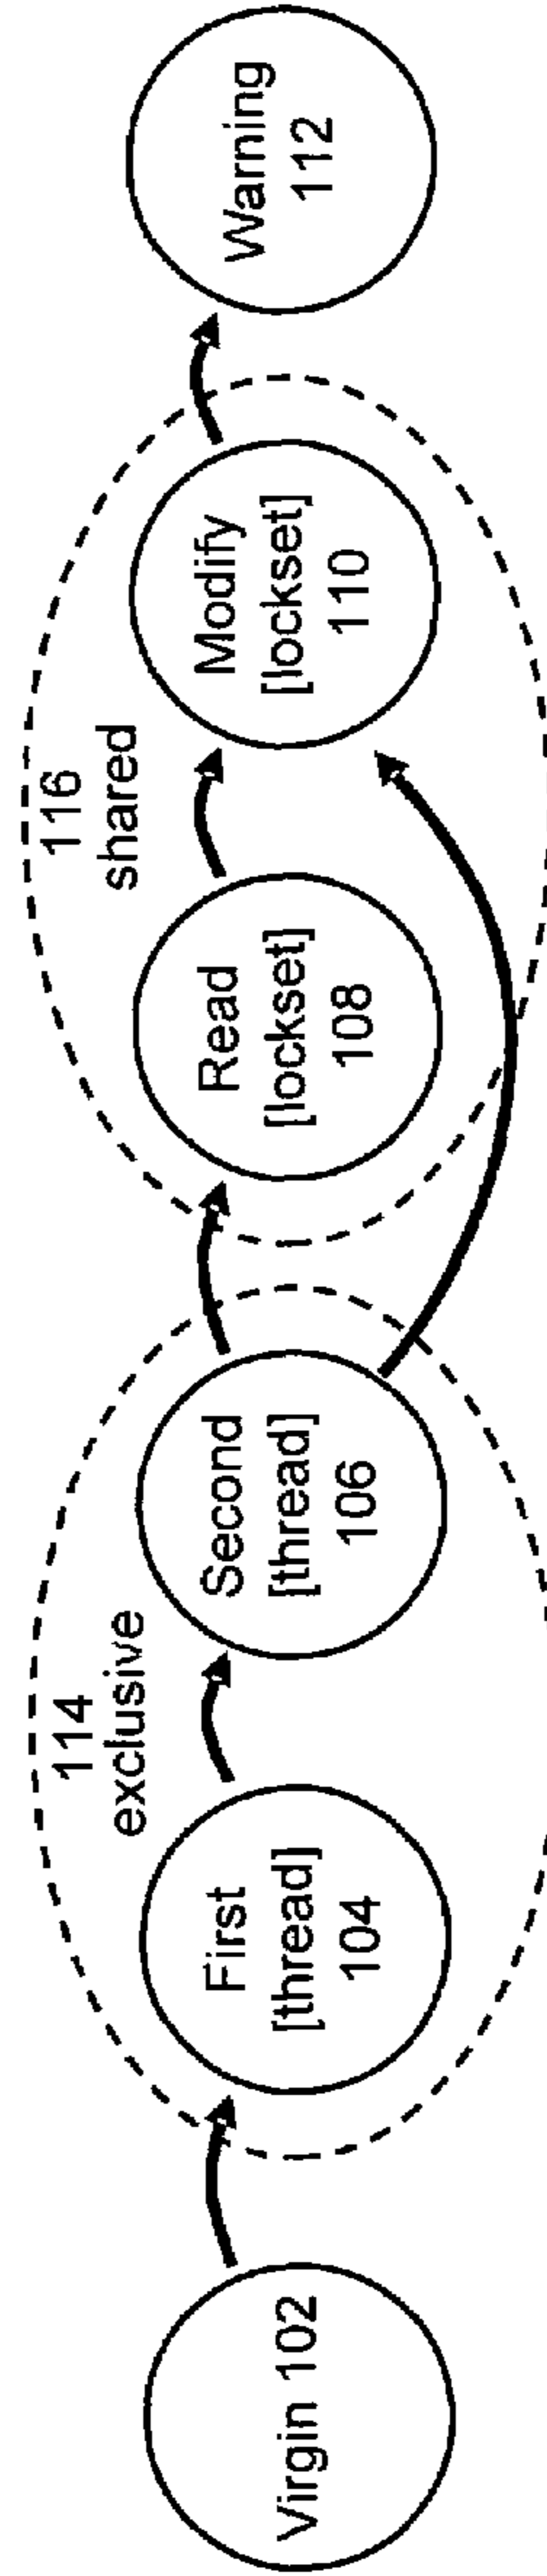 Virgin 102
114
exclusive
First
[thread]
104
Second
[thread]
106
116
shared
Read
[lockset]
108
Modify
[lockset]
110
Warning
112